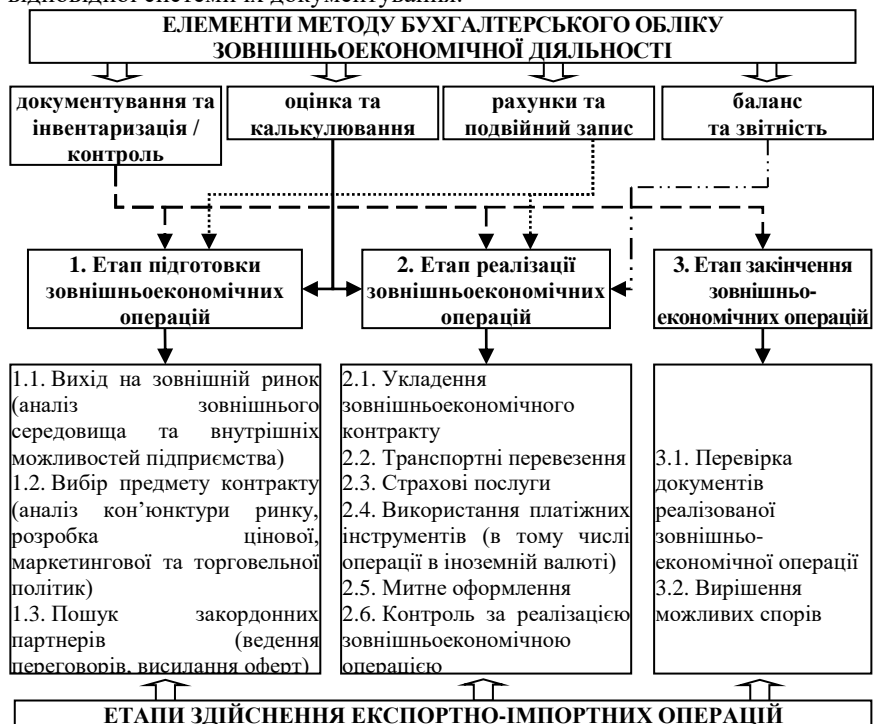 відповідної системи їх документування.
ЕЛЕМЕНТИ МЕТОДУ БУХГАЛТЕРСЬКОГО ОБЛІКУ
ЗОВНІШНЬОЕКОНОМІЧНОЇ ДІЯЛЬНОСТІ
документування та
інвентаризація /
контроль
оцінка та
калькулювання
рахунки та
подвійний запис
баланс
та звітність
1. Етап підготовки
зовнішньоекономічних
операцій
2. Етап реалізації
зовнішньоекономічних
операцій
3. Етап закінчення
зовнішньо-
економічних операцій
1.1. Вихід на зовнішній ринок
(аналіз зовнішнього
середовища та внутрішніх
можливостей підприємства)
1.2. Вибір предмету контракту
(аналіз кон’юнктури ринку,
розробка цінової,
маркетингової та торговельної
політик)
1.3. Пошук закордонних
партнерів (ведення
переговорів, висилання оферт)
2.1. Укладення
зовнішньоекономічного
контракту
2.2. Транспортні перевезення
2.3. Страхові послуги
2.4. Використання платіжних
інструментів (в тому числі
операції в іноземній валюті)
2.5. Митне оформлення
2.6. Контроль за реалізацією
зовнішньоекономічною
операцією
3.1. Перевірка
документів
реалізованої
зовнішньо-
економічної операції
3.2. Вирішення
можливих спорів
ЕТАПИ ЗДІЙСНЕННЯ ЕКСПОРТНО-ІМПОРТНИХ ОПЕРАЦІЙ